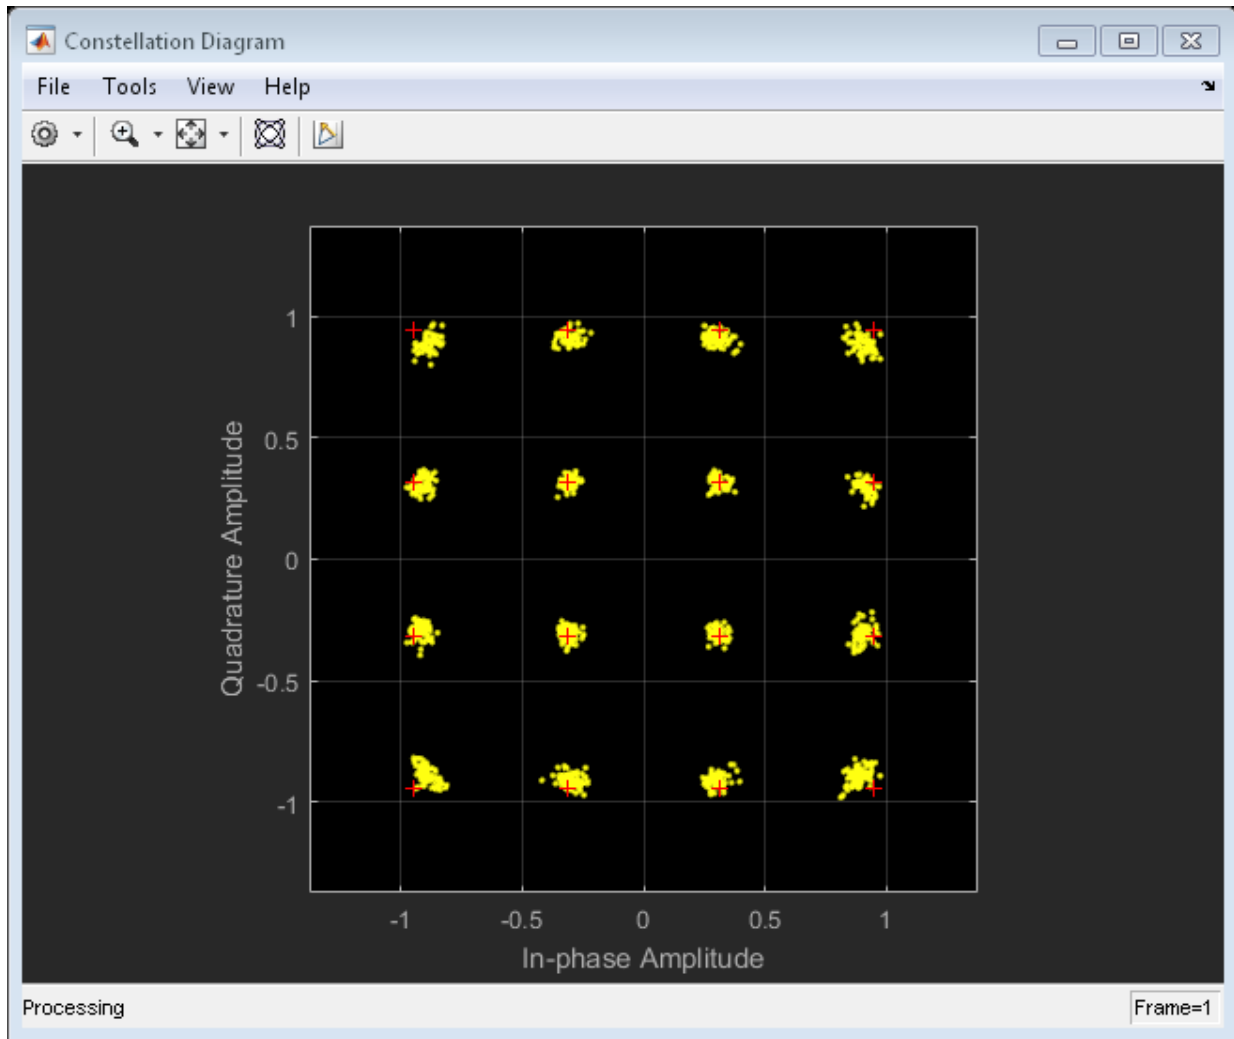 Constellation Diagram
File Tools View Help
1
0.5
0
-0.5
-1
Quadrature Amplitude
-1 -0.5 0 0.5 1
In-phase Amplitude
Processing Frame=1